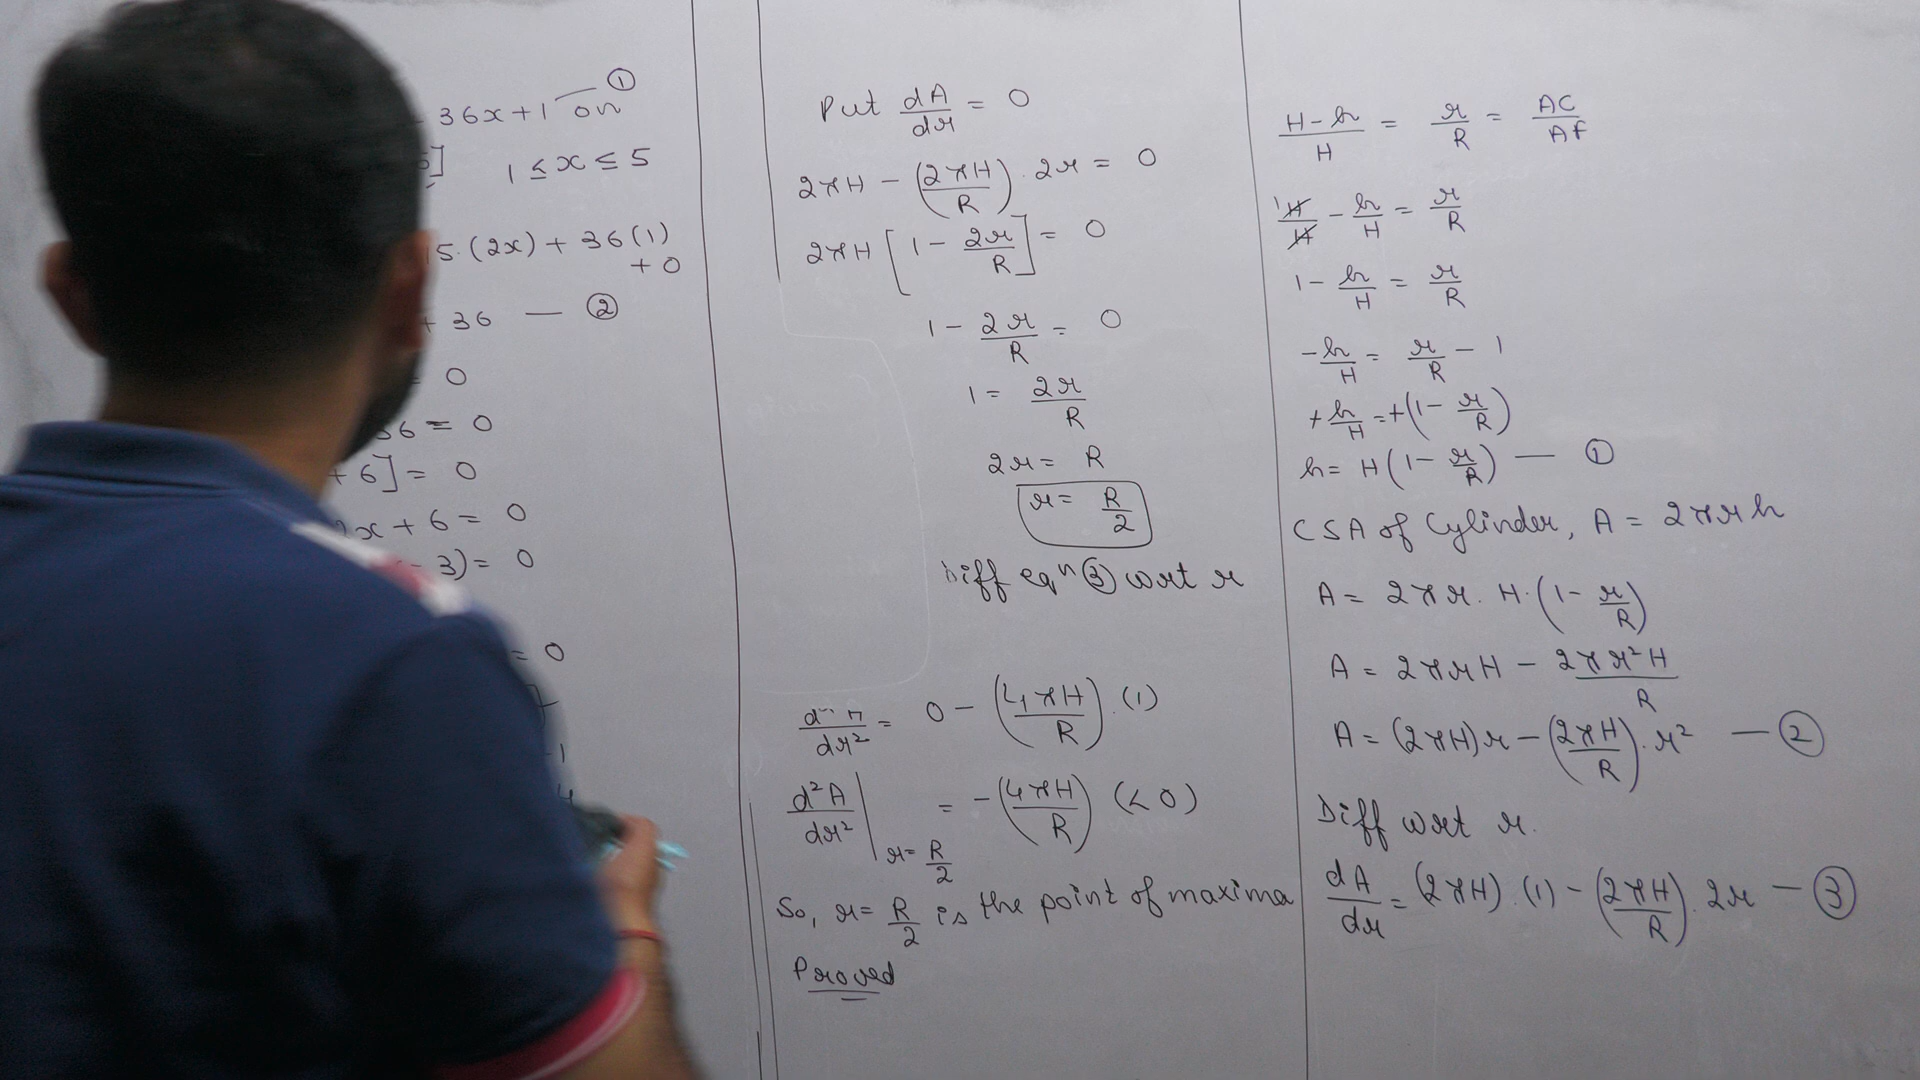 36x+1 on ①
5] 1 ≤ x ≤ 5
15.(2x) + 36(1)
+ 0
+ 36 — ②
= 0
36 = 0
+ 6] = 0
2x + 6 = 0
- 3) = 0
= 0
Put dA/dr = 0
2πH - (2πH/R) . 2r = 0
2πH [1 - 2r/R] = 0
1 - 2r/R = 0
1 = 2r/R
2r = R
r = R/2
Diff eqⁿ ③ wrt r
/dr² = 0 - (4πH/R) . (1)
d²A/dr² | r = R/2 = -(4πH/R) (< 0)
So, r = R/2 is the point of maxima
Proved
H - h/H = r/R = AC/AF
1 H/H - h/H = r/R
1 - h/H = r/R
-h/H = r/R - 1
+h/H = +(1 - r/R)
h = H(1 - r/R) — ①
CSA of Cylinder, A = 2πrh
A = 2πr . H . (1 - r/R)
A = 2πrH - 2πr²H/R
A = (2πH)r - (2πH/R) . r² — ②
Diff wrt r.
dA/dr = (2πH) . (1) - (2πH/R) . 2r — ③